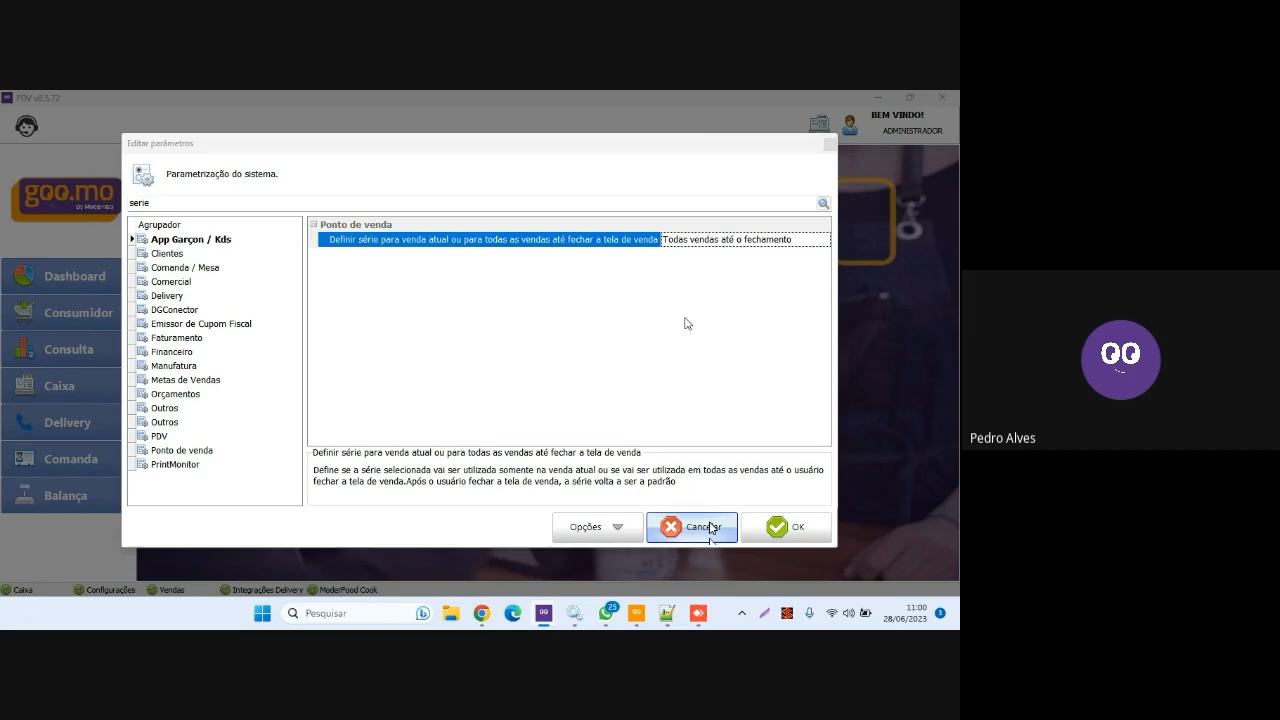 PDV v6.5.72
BEM VINDO!
ADMINISTRADOR
goo.mo
By Moderniza
Dashboard
Consumidor
Consulta
Caixa
Delivery
Comanda
Balança
Editar parâmetros
Parametrização do sistema.
serie
Agrupador
App Garçon / Kds
Clientes
Comanda / Mesa
Comercial
Delivery
DGConector
Emissor de Cupom Fiscal
Faturamento
Financeiro
Manufatura
Metas de Vendas
Orçamentos
Outros
Outros
PDV
Ponto de venda
PrintMonitor
Ponto de venda
Definir série para venda atual ou para todas as vendas até fechar a tela de venda Todas vendas até o fechamento
Definir série para venda atual ou para todas as vendas até fechar a tela de venda
Define se a série selecionada vai ser utilizada somente na venda atual ou se vai ser utilizada em todas as vendas até o usuário
fechar a tela de venda.Após o usuário fechar a tela de venda, a série volta a ser a padrão
Opções Cancelar OK
Caixa Configurações Vendas Integrações Delivery ModerFood Cook
Pesquisar
25
11:00
28/06/2023
3
Pedro Alves